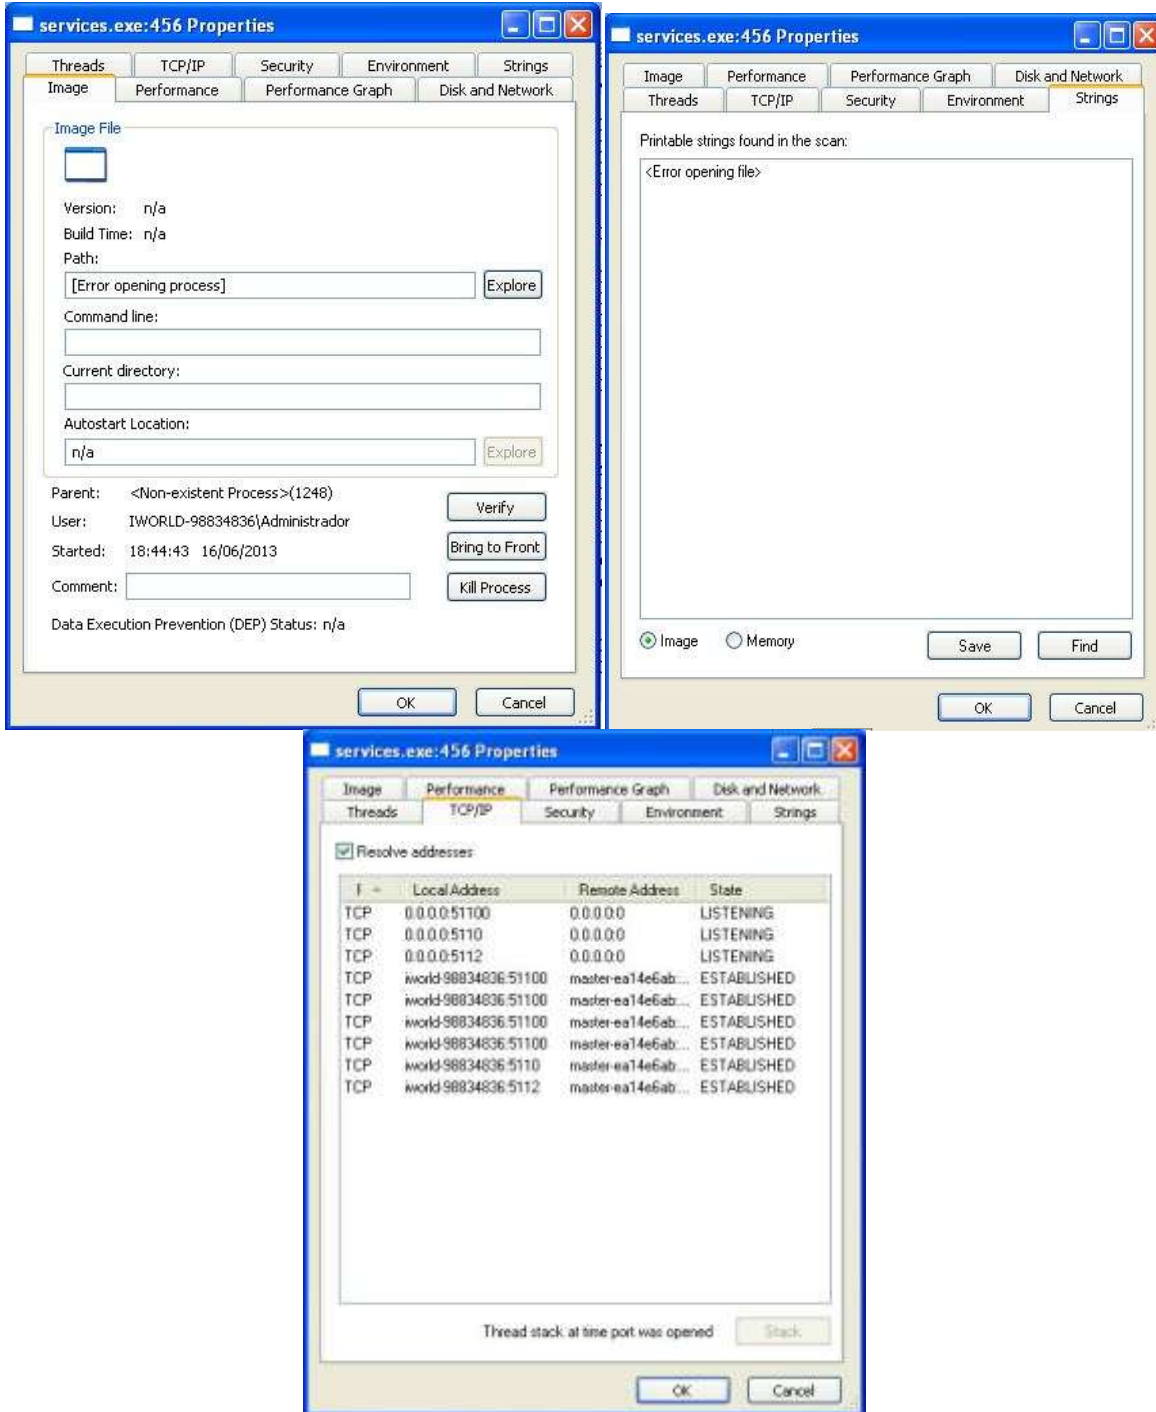 services.exe:456 Properties
Threads TCP/IP Security Environment Strings
Image Performance Performance Graph Disk and Network
Image File
Version: n/a
Build Time: n/a
Path:
[Error opening process] Explore
Command line:
Current directory:
Autostart Location:
n/a Explore
Parent: <Non-existent Process>(1248)
Verify
User: IWORLD-98834836\Administrador
Started: 18:44:43 16/06/2013
Bring to Front
Comment:
Kill Process
Data Execution Prevention (DEP) Status: n/a
OK Cancel
services.exe:456 Properties
Image Performance Performance Graph Disk and Network
Threads TCP/IP Security Environment Strings
Printable strings found in the scan:
<Error opening file>
Image Memory Save Find
OK Cancel
services.exe:456 Properties
Image Performance Performance Graph Disk and Network
Threads TCP/IP Security Environment Strings
Resolve addresses
Local Address Remote Address State
TCP 0.0.0.0:51100 0.0.0.0:0 LISTENING
TCP 0.0.0.0:5110 0.0.0.0:0 LISTENING
TCP 0.0.0.0:5112 0.0.0.0:0 LISTENING
TCP iworld-98834836:51100 master-ea14e6ab:... ESTABLISHED
TCP iworld-98834836:51100 master-ea14e6ab:... ESTABLISHED
TCP iworld-98834836:51100 master-ea14e6ab:... ESTABLISHED
TCP iworld-98834836:51100 master-ea14e6ab:... ESTABLISHED
TCP iworld-98834836:5110 master-ea14e6ab:... ESTABLISHED
TCP iworld-98834836:5112 master-ea14e6ab:... ESTABLISHED
Thread stack at time port was opened Stack
OK Cancel